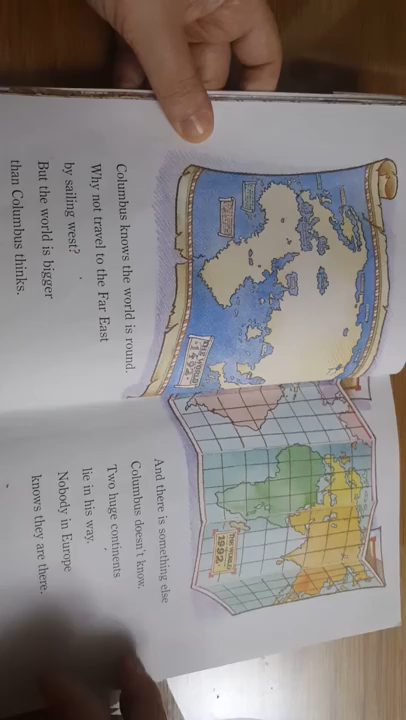 THE WORLD
1492
Columbus knows the world is round.
Why not travel to the Far East
by sailing west?
But the world is bigger
than Columbus thinks.
THE WORLD
1992
And there is something else
Columbus doesn't know.
Two huge continents
lie in his way.
Nobody in Europe
knows they are there.